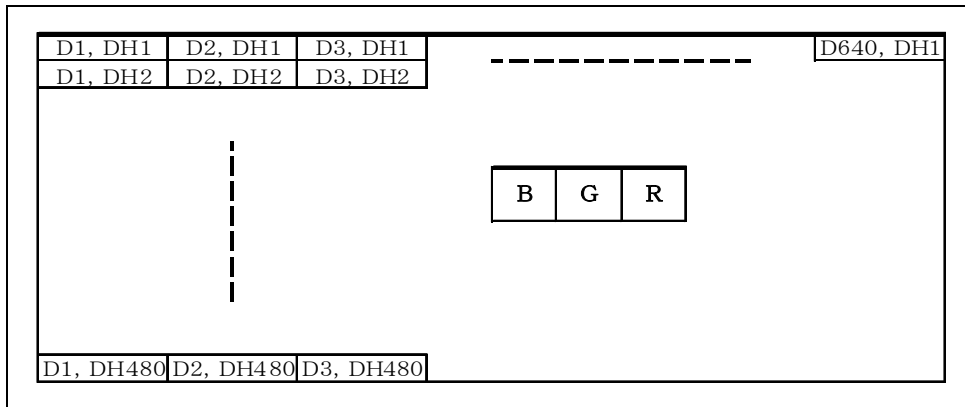 D1, DH1 D2, DH1 D3, DH1 D640, DH1
D1, DH2 D2, DH2 D3, DH2
B G R
D1, DH480 D2, DH480 D3, DH480